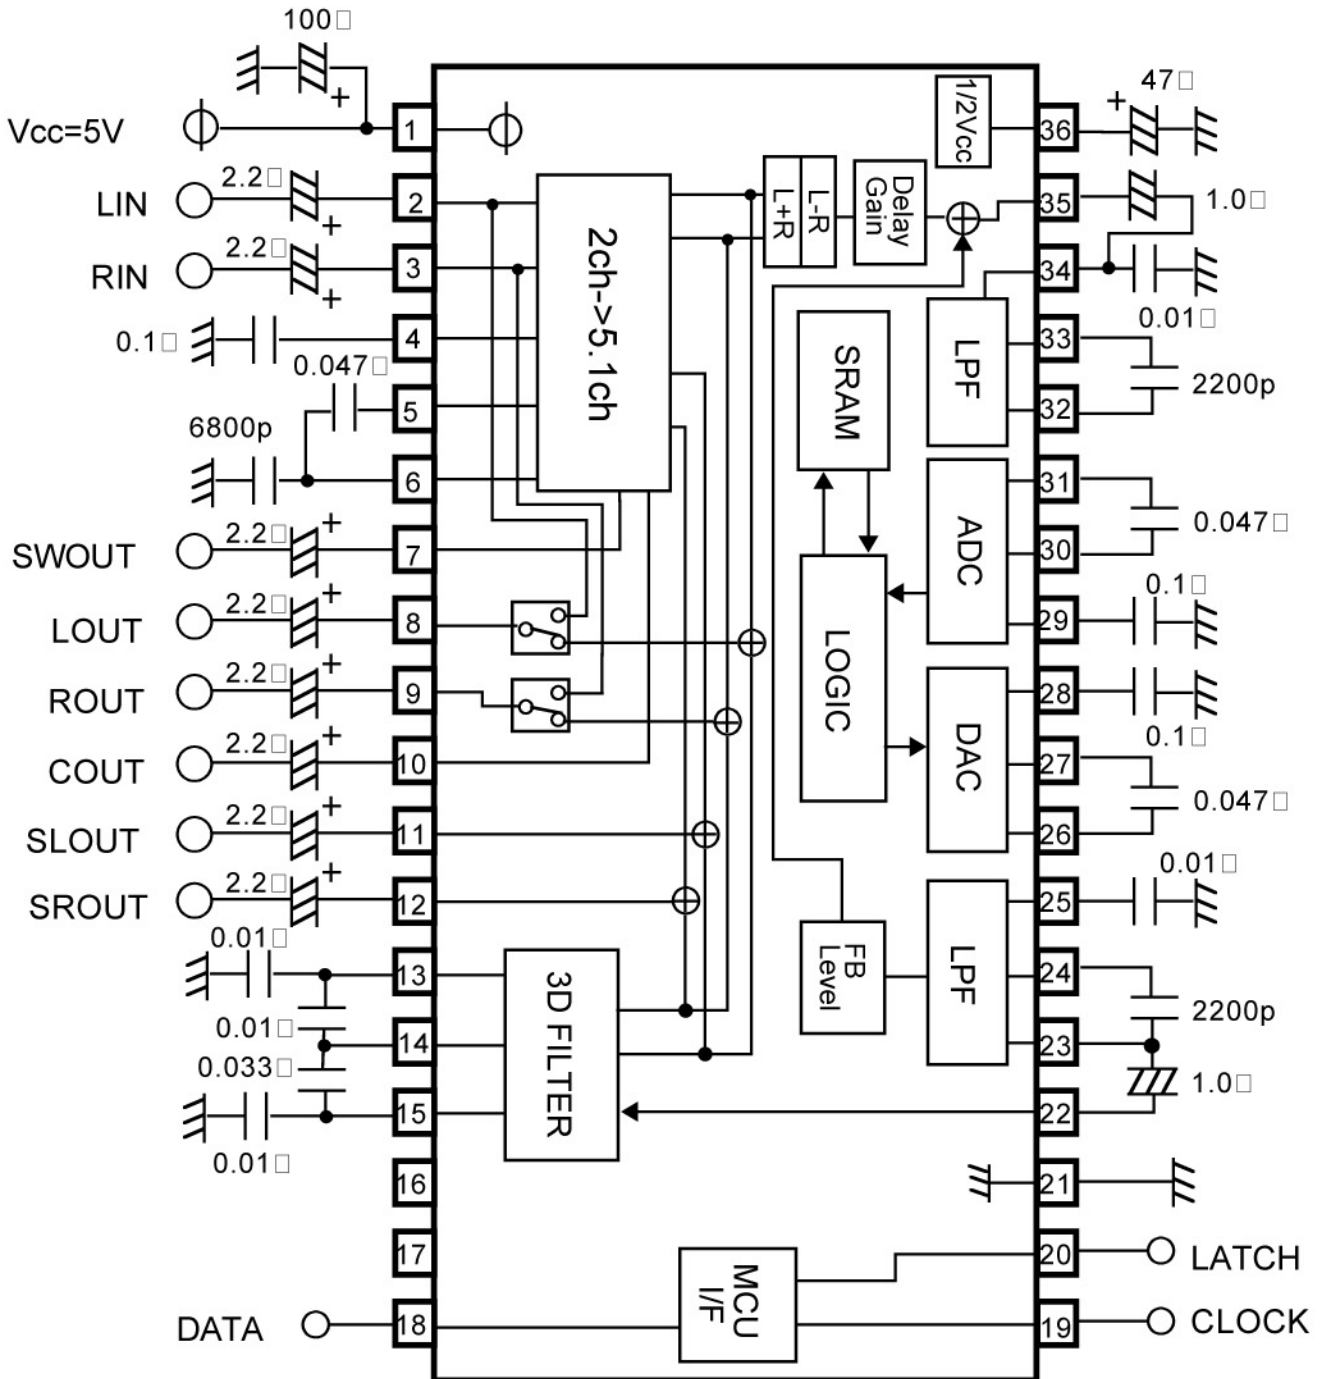 100□
+
Vcc=5V
1
LIN
2.2□
+
2
RIN
2.2□
+
3
0.1□
4
0.047□
5
6800p
6
SWOUT
2.2□
+
7
LOUT
2.2□
+
8
ROUT
2.2□
+
9
COUT
2.2□
+
10
SLOUT
2.2□
+
11
SROUT
2.2□
+
12
0.01□
13
0.01□
14
0.033□
15
0.01□
16
17
DATA
18
2ch->5.1ch
L+R
L-R
Delay
Gain
1/2Vcc
SRAM
LOGIC
LPF
ADC
DAC
LPF
FB
Level
3D FILTER
MCU
I/F
36
+
47□
35
1.0□
34
0.01□
33
2200p
32
31
0.047□
30
0.1□
29
28
0.1□
27
0.047□
26
0.01□
25
24
2200p
23
1.0□
22
21
20
LATCH
19
CLOCK